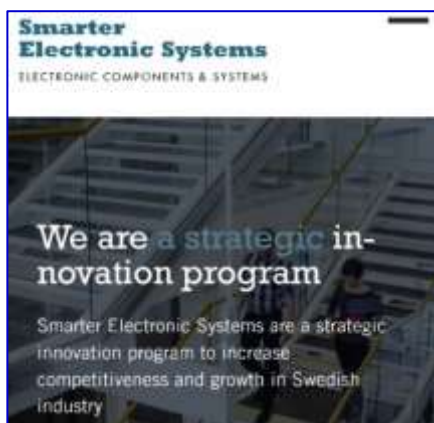 Smarter
Electronic Systems
ELECTRONIC COMPONENTS & SYSTEMS
We are a strategic in-
novation program
Smarter Electronic Systems are a strategic
innovation program to increase
competitiveness and growth in Swedish
industry